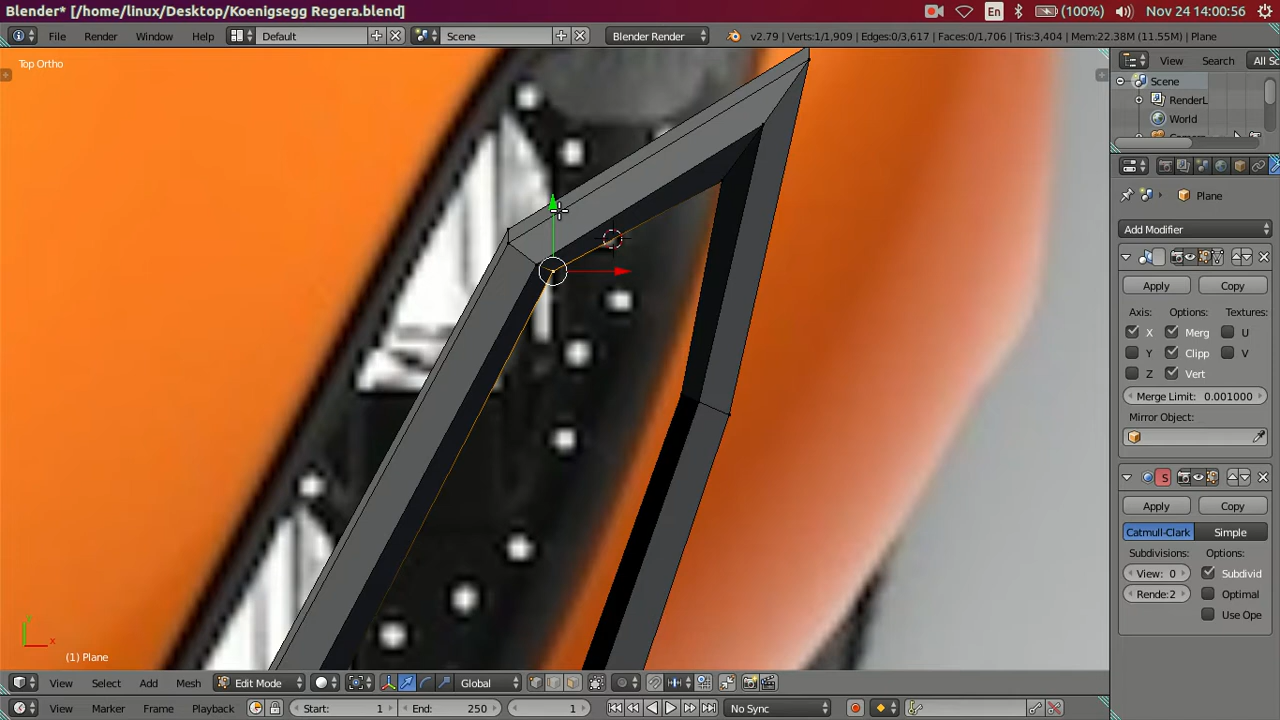 Blender* [/home/linux/Desktop/Koenigsegg Regera.blend]
En
(100%)
Nov 24 14:00:56
File
Render
Window
Help
Default
Scene
Blender Render
v2.79 | Verts:1/1,909 | Edges:0/3,617 | Faces:0/1,706 | Tris:3,404 | Mem:22.38M (11.55M) | Plane
Top Ortho
View
Search
All Sc
Scene
RenderL
World
Plane
Add Modifier
Apply
Copy
Axis:
Options:
Textures:
X
Merg
U
Y
Clipp
V
Z
Vert
Merge Limit: 0.001000
Mirror Object:
S
Apply
Copy
Catmull-Clark
Simple
Subdivisions:
Options:
View: 0
Subdivid
Rende:2
Optimal
Use Ope
y
x
(1) Plane
View
Select
Add
Mesh
Edit Mode
Global
View
Marker
Frame
Playback
Start:
1
End:
250
1
No Sync